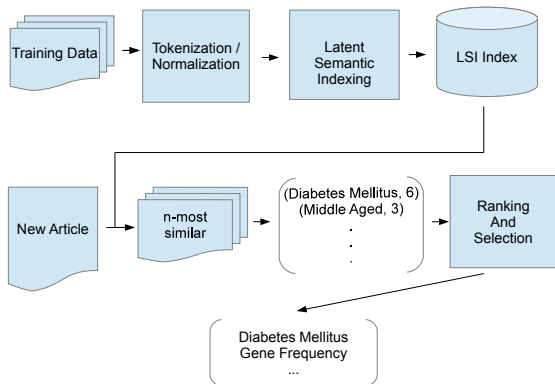 Training Data
Tokenization /
Normalization
Latent
Semantic
Indexing
LSI Index
New Article
n-most
similar
(Diabetes Mellitus, 6)
(Middle Aged, 3)
.
.
.
Ranking
And
Selection
Diabetes Mellitus
Gene Frequency
...